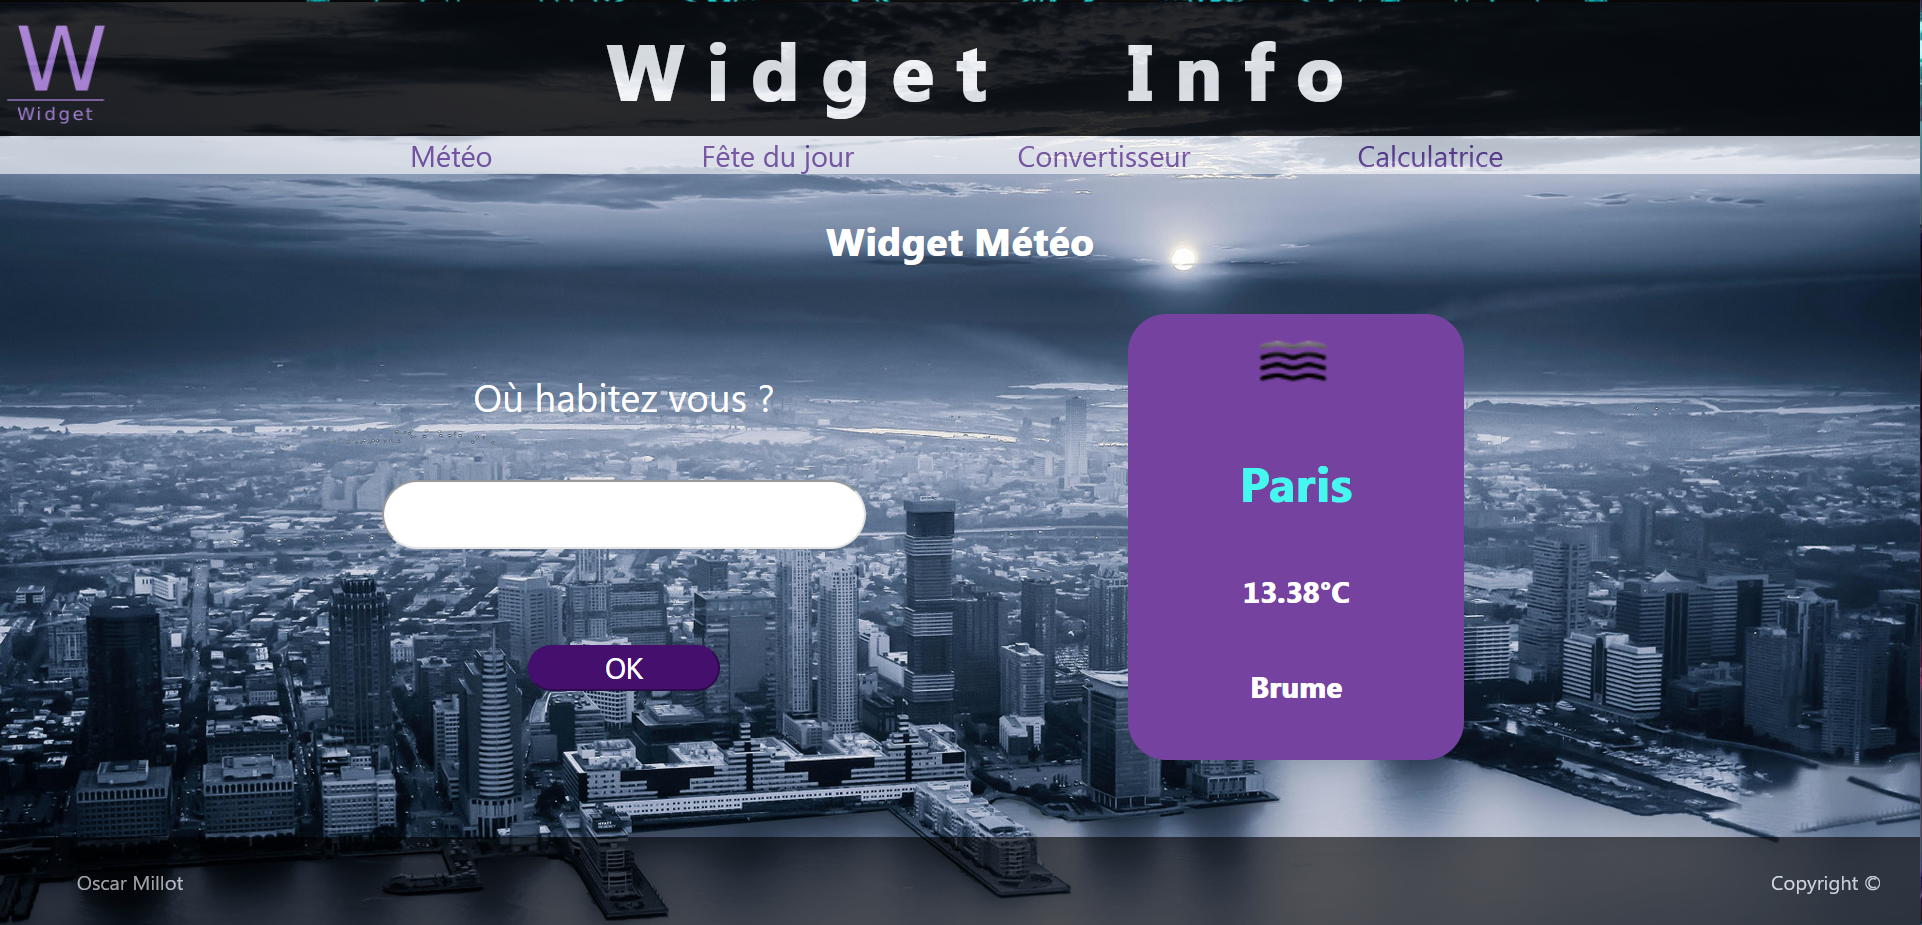 W
Widget
Widget Info
Météo
Fête du jour
Convertisseur
Calculatrice
Widget Météo
Où habitez vous ?
OK
Paris
13.38°C
Brume
Oscar Millot
Copyright ©